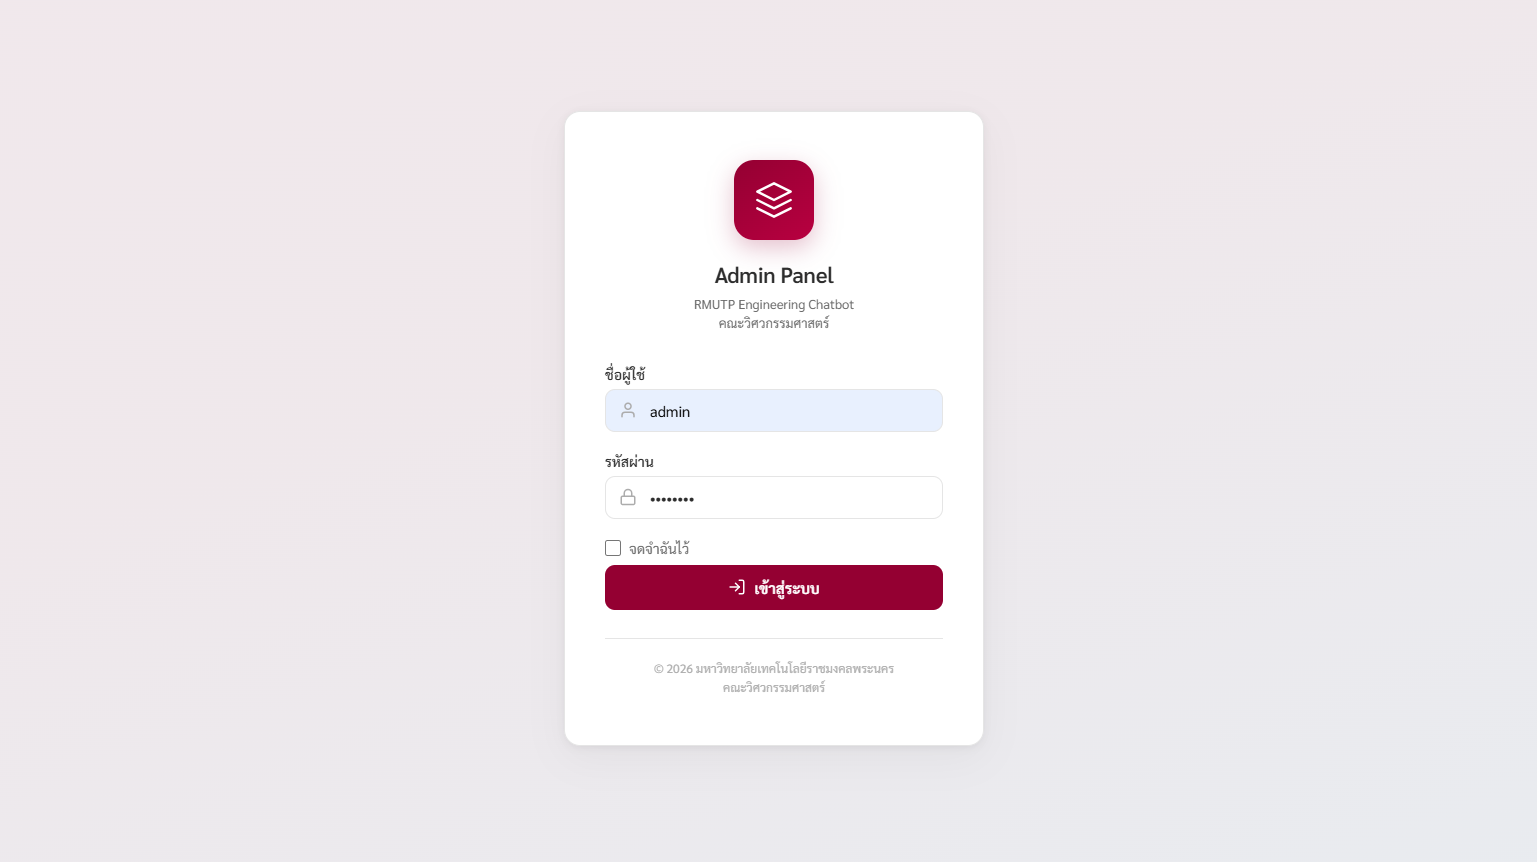 Admin Panel
RMUTP Engineering Chatbot
คณะวิศวกรรมศาสตร์
ชื่อผู้ใช้
admin
รหัสผ่าน
••••••••
จดจำฉันไว้
เข้าสู่ระบบ
© 2026 มหาวิทยาลัยเทคโนโลยีราชมงคลพระนคร
คณะวิศวกรรมศาสตร์